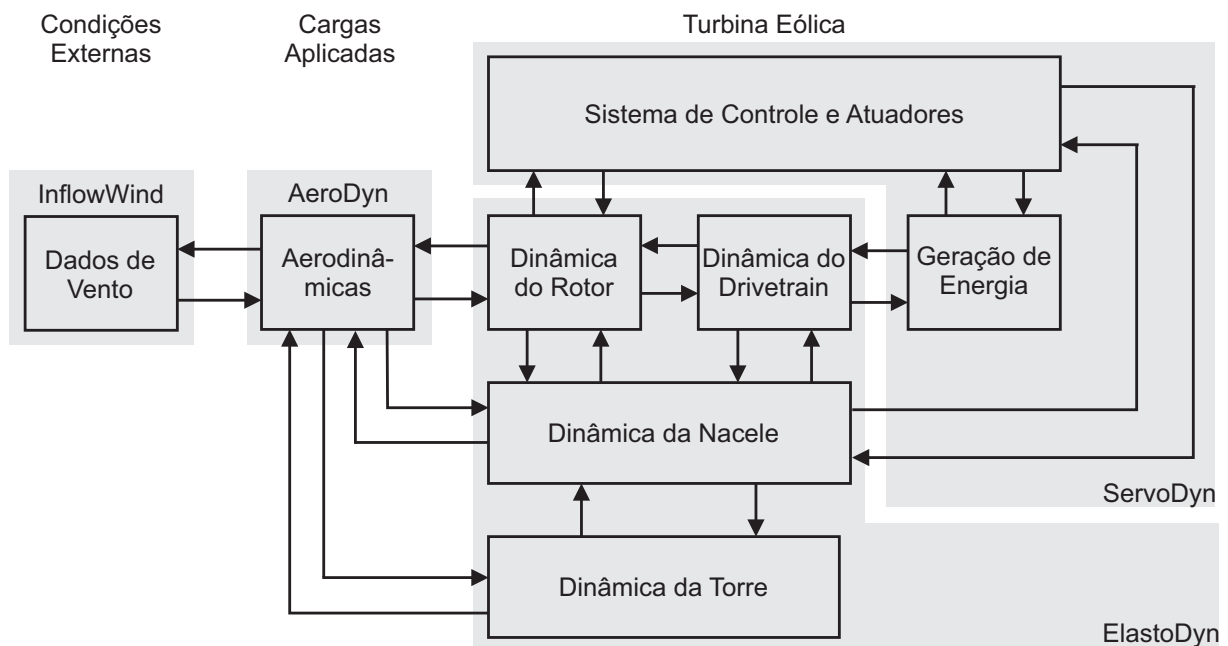 Condições
Externas
Cargas
Aplicadas
Turbina Eólica
Sistema de Controle e Atuadores
InflowWind
AeroDyn
Dados de
Vento
Aerodinâ-
micas
Dinâmica
do Rotor
Dinâmica do
Drivetrain
Geração de
Energia
Dinâmica da Nacele
ServoDyn
Dinâmica da Torre
ElastoDyn